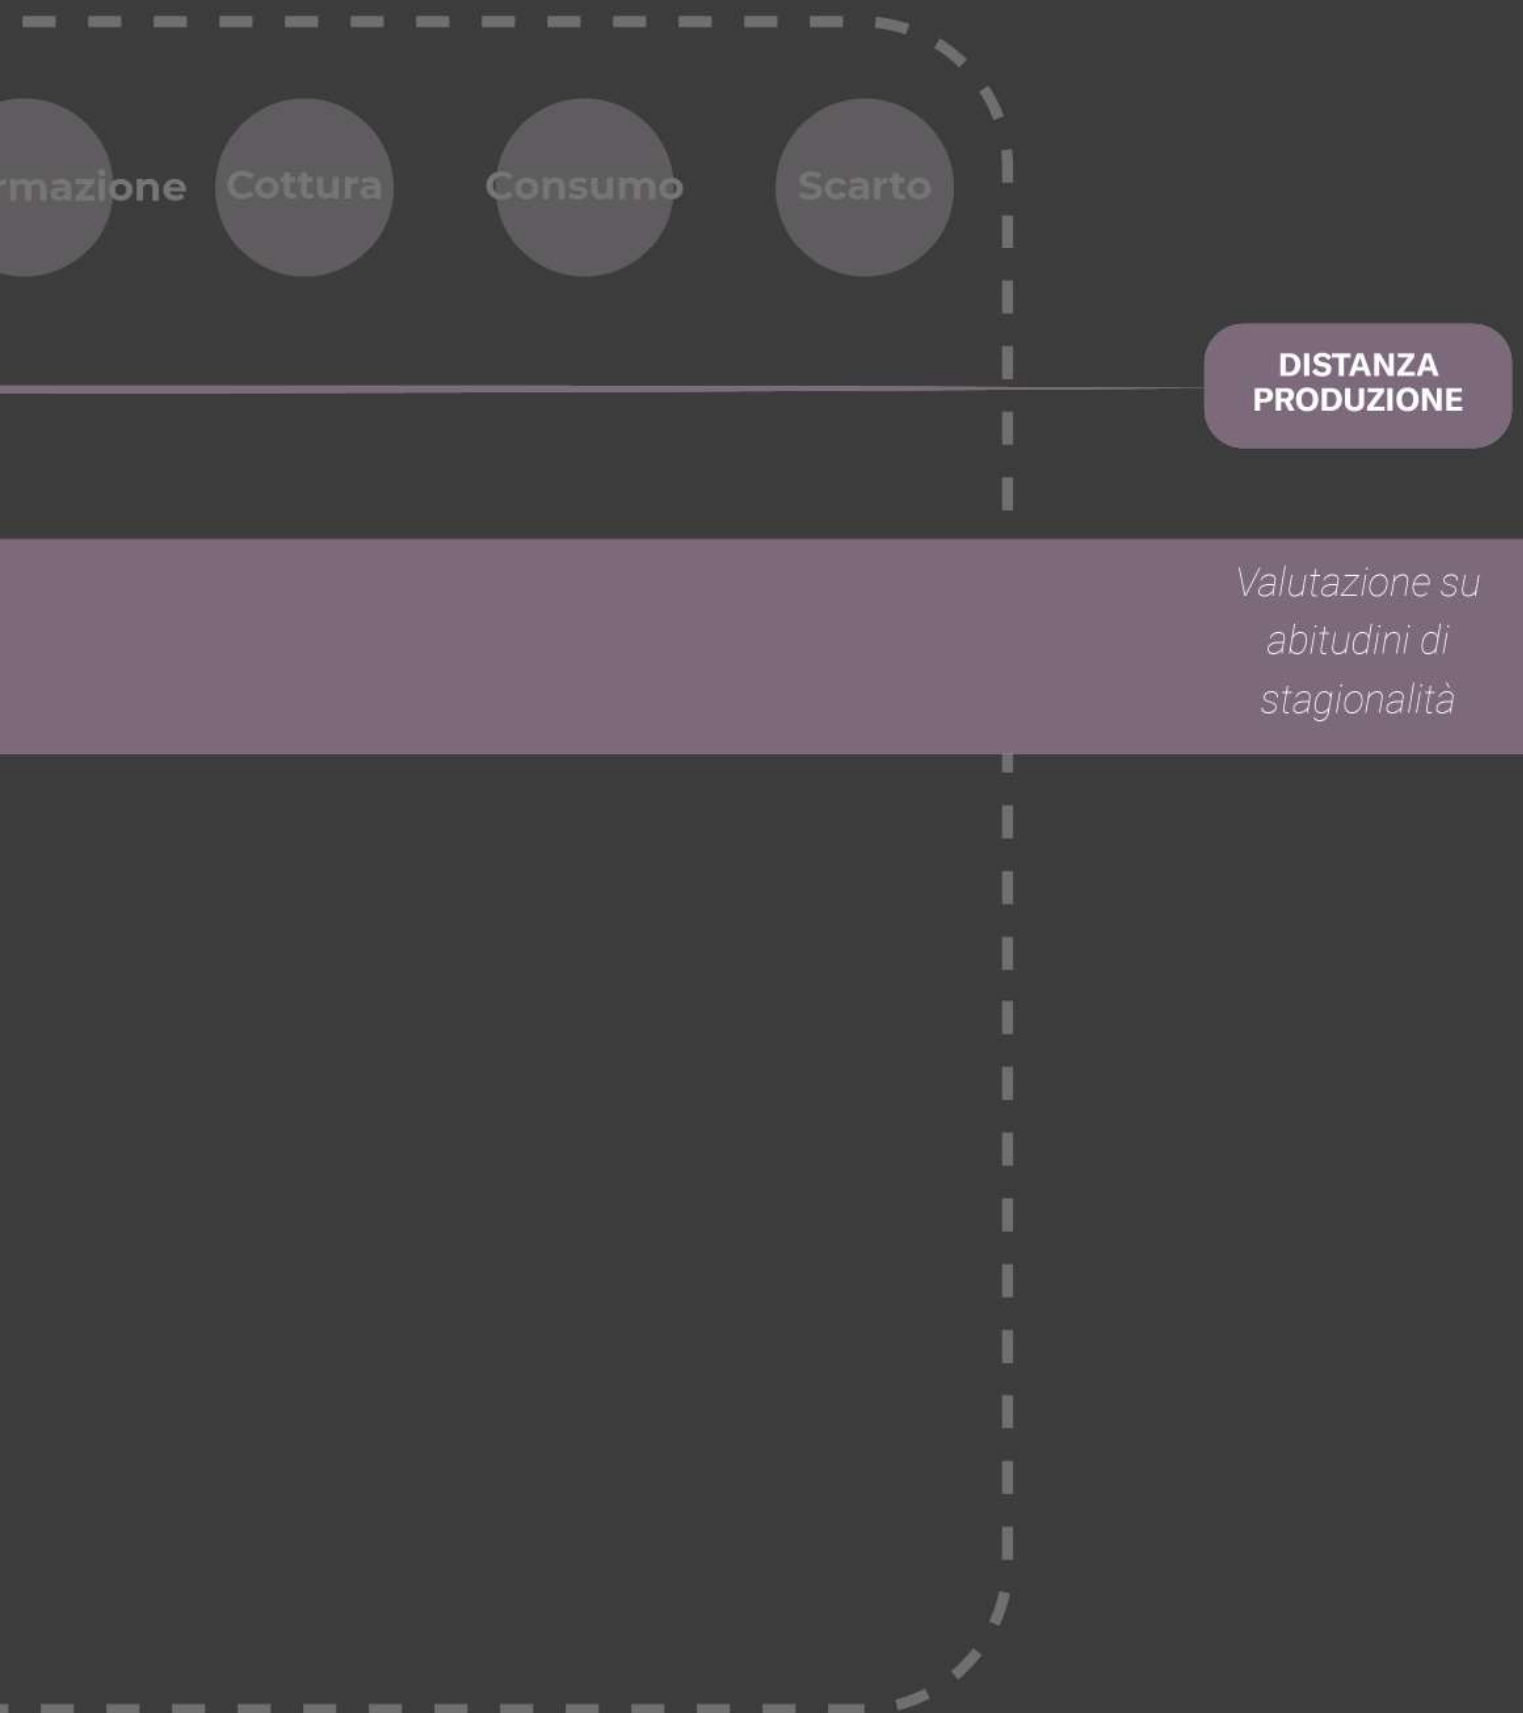 rmazione
Cottura
Consumo
Scarto
DISTANZA
PRODUZIONE
Valutazione su
abitudini di
stagionalità